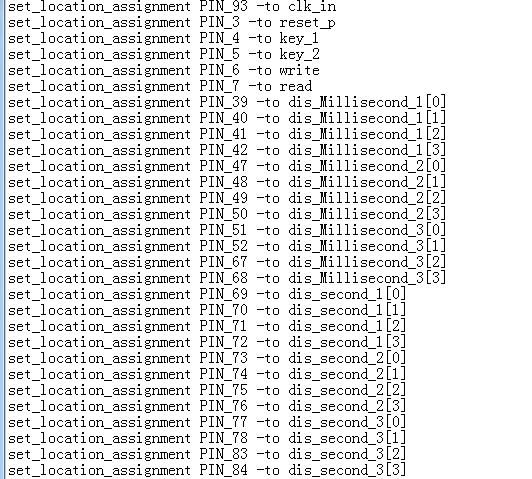 set_location_assignment PIN_93 -to clk_in
set_location_assignment PIN_3 -to reset_p
set_location_assignment PIN_4 -to key_1
set_location_assignment PIN_5 -to key_2
set_location_assignment PIN_6 -to write
set_location_assignment PIN_7 -to read
set_location_assignment PIN_39 -to dis_Millisecond_1[0]
set_location_assignment PIN_40 -to dis_Millisecond_1[1]
set_location_assignment PIN_41 -to dis_Millisecond_1[2]
set_location_assignment PIN_42 -to dis_Millisecond_1[3]
set_location_assignment PIN_47 -to dis_Millisecond_2[0]
set_location_assignment PIN_48 -to dis_Millisecond_2[1]
set_location_assignment PIN_49 -to dis_Millisecond_2[2]
set_location_assignment PIN_50 -to dis_Millisecond_2[3]
set_location_assignment PIN_51 -to dis_Millisecond_3[0]
set_location_assignment PIN_52 -to dis_Millisecond_3[1]
set_location_assignment PIN_67 -to dis_Millisecond_3[2]
set_location_assignment PIN_68 -to dis_Millisecond_3[3]
set_location_assignment PIN_69 -to dis_second_1[0]
set_location_assignment PIN_70 -to dis_second_1[1]
set_location_assignment PIN_71 -to dis_second_1[2]
set_location_assignment PIN_72 -to dis_second_1[3]
set_location_assignment PIN_73 -to dis_second_2[0]
set_location_assignment PIN_74 -to dis_second_2[1]
set_location_assignment PIN_75 -to dis_second_2[2]
set_location_assignment PIN_76 -to dis_second_2[3]
set_location_assignment PIN_77 -to dis_second_3[0]
set_location_assignment PIN_78 -to dis_second_3[1]
set_location_assignment PIN_83 -to dis_second_3[2]
set_location_assignment PIN_84 -to dis_second_3[3]